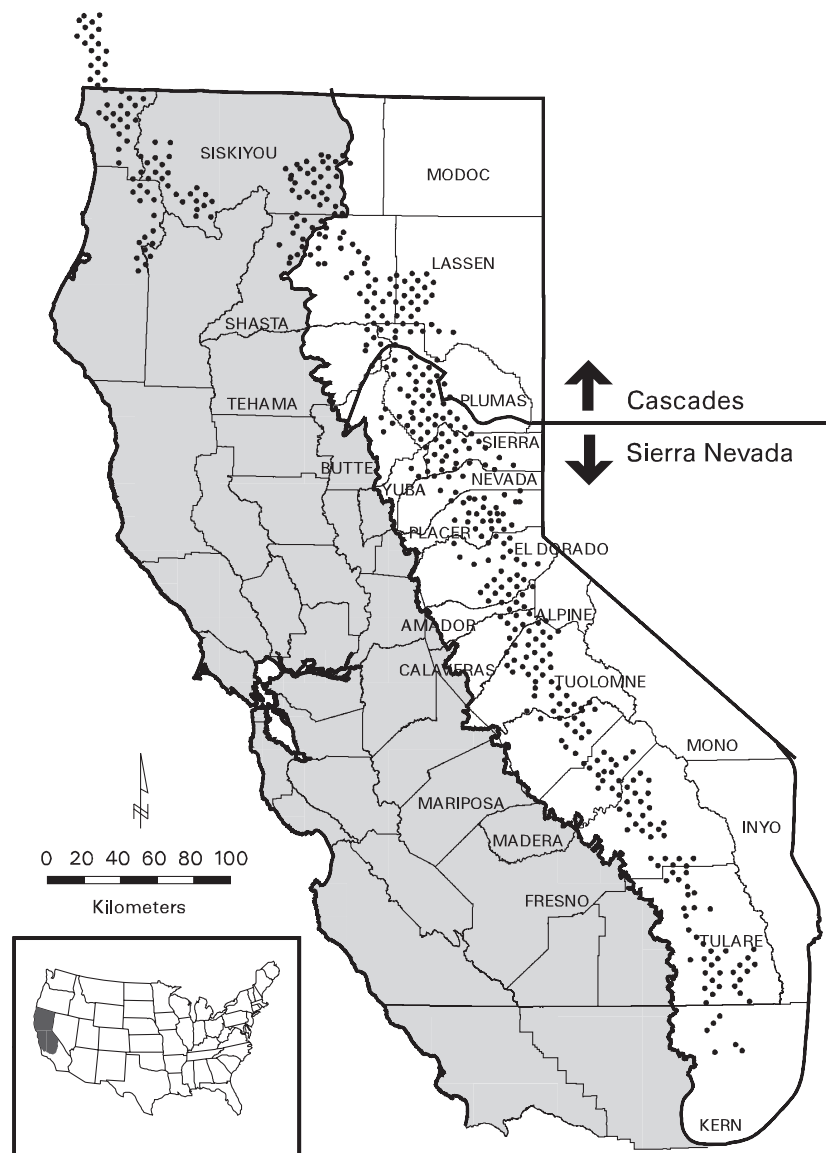 SISKIYOU
MODOC
LASSEN
SHASTA
TEHAMA
PLUMAS
Cascades
SIERRA
Sierra Nevada
BUTTE
NEVADA
YUBA
PLACER
EL DORADO
AMADOR
ALPINE
CALAVERAS
TUOLOMNE
MONO
MARIPOSA
INYO
MADERA
N
0 20 40 60 80 100
Kilometers
FRESNO
TULARE
KERN